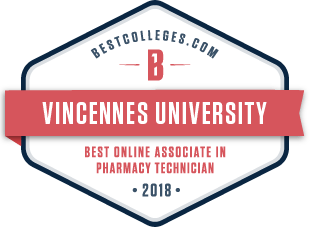 BESTCOLLEGES.COM
B
VINCENNES UNIVERSITY
BEST ONLINE ASSOCIATE IN
PHARMACY TECHNICIAN
• 2018 •